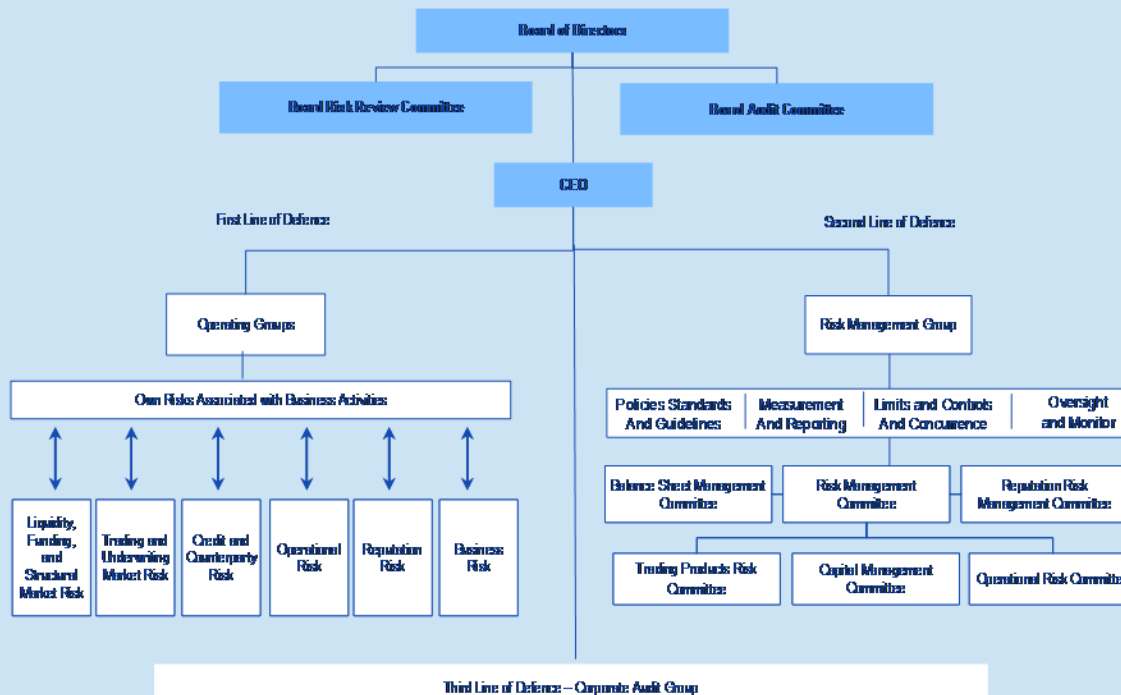 Board of Directors
Board Risk Review Committee
Board Audit Committee
CEO
First Line of Defence
Second Line of Defence
Operating Groups
Risk Management Group
Own Risks Associated with Business Activities
Policies Standards
And Guidelines
Measurement
And Reporting
Limits and Controls
And Concurrence
Oversight
and Monitor
Balance Sheet Management
Committee
Risk Management
Committee
Reputation Risk
Management Committee
Liquidity,
Funding,
and
Structural
Market Risk
Trading and
Underwriting
Market Risk
Credit and
Counterparty
Risk
Operational
Risk
Reputation
Risk
Business
Risk
Trading Products Risk
Committee
Capital Management
Committee
Operational Risk Committee
Third Line of Defence – Corporate Audit Group